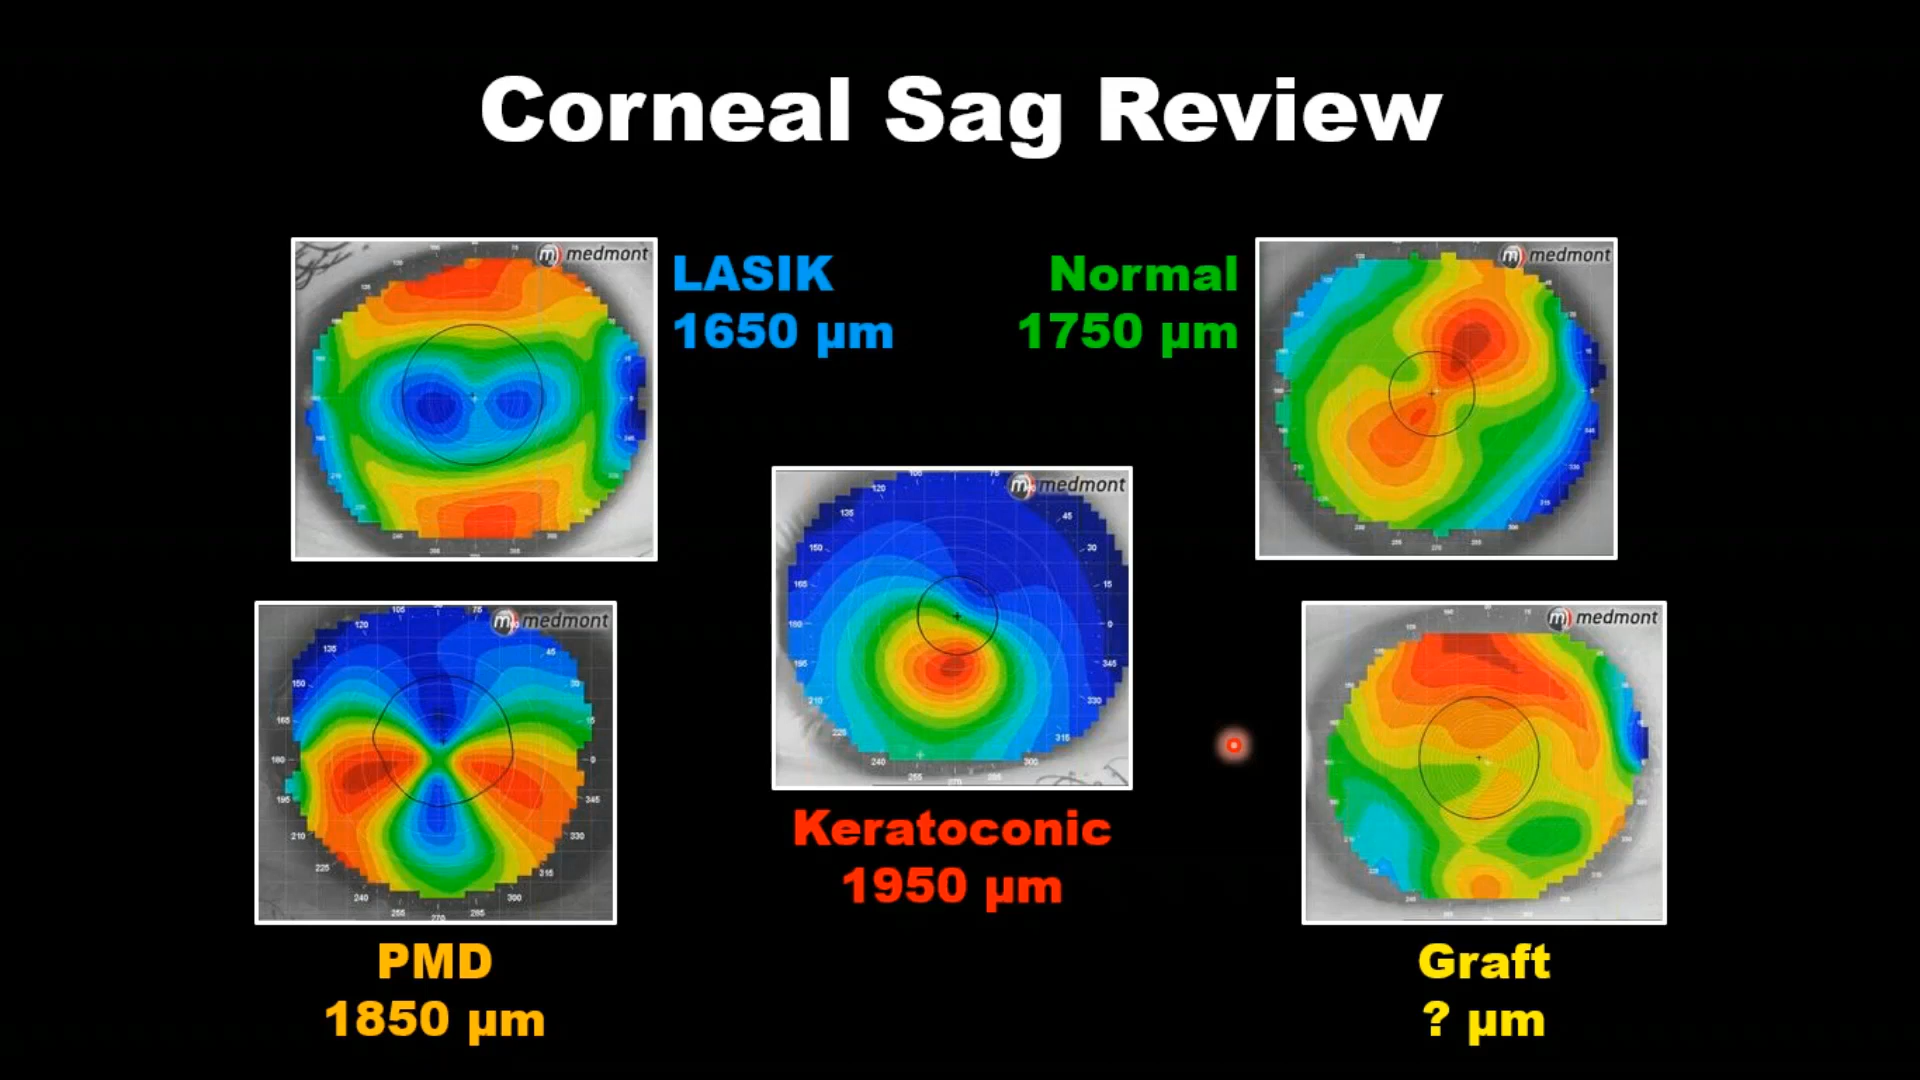 Corneal Sag Review
medmont
LASIK
1650 µm
Normal
1750 µm
medmont
medmont
Keratoconic
1950 µm
medmont
PMD
1850 µm
medmont
Graft
? µm